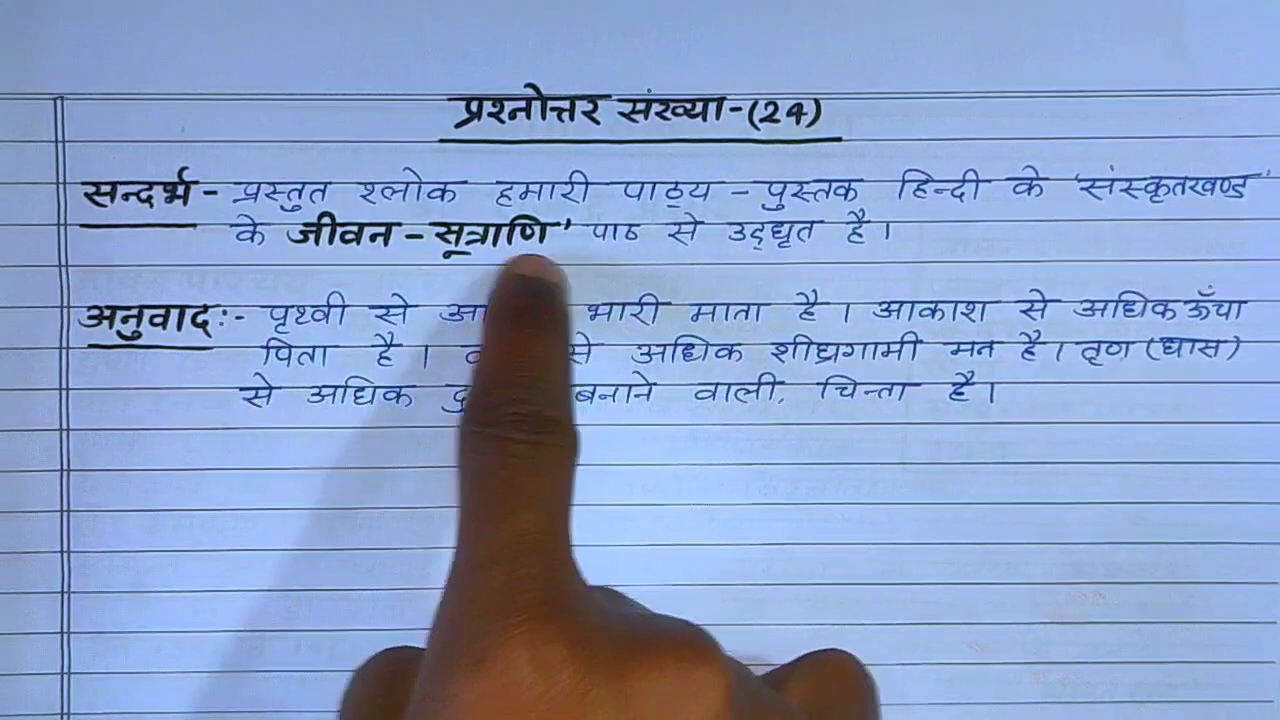 प्रश्नोत्तर संख्या-(24)
सन्दर्भ - प्रस्तुत श्लोक हमारी पाठ्य - पुस्तक हिन्दी के 'संस्कृतखण्ड'
के जीवन - सूत्राणि' पाठ से उद्धृत है।
अनुवाद :- पृथ्वी से भारी माता है। आकाश से अधिक ऊँचा
पिता है। से अधिक शीघ्रगामी मन है। तृण (घास)
से अधिक बनाने वाली, चिन्ता है।